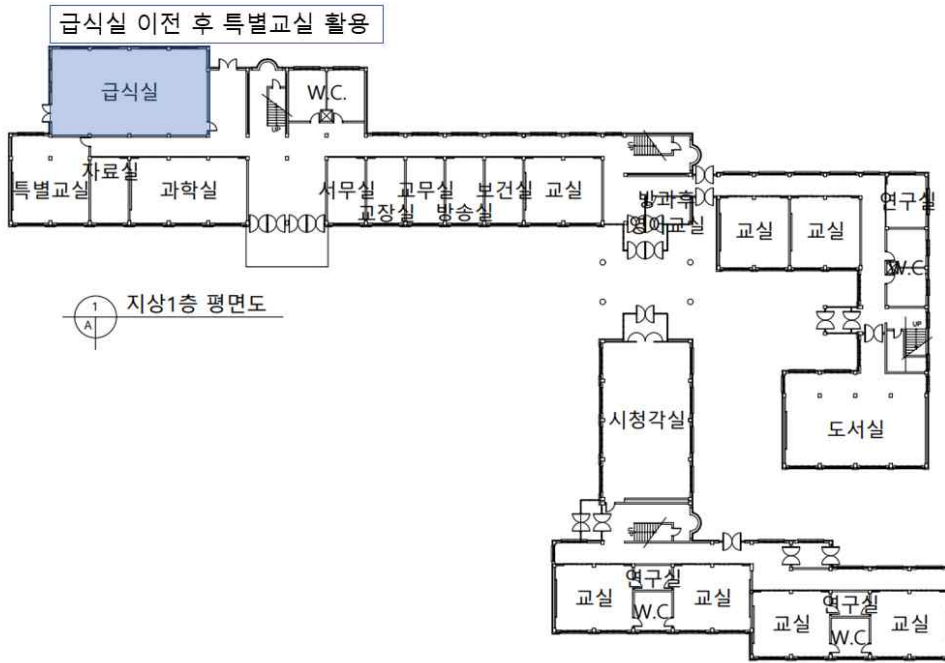 급식실 이전 후 특별교실 활용
급식실
W.C.
UP
특별교실
자료실
과학실
서무실
교장실
교무실
방송실
보건실
교실
방과후
영어교실
교실
교실
연구실
W.C
UP
1
A
지상1층 평면도
시청각실
도서실
교실
연구실
W.C
교실
교실
연구실
W.C
교실